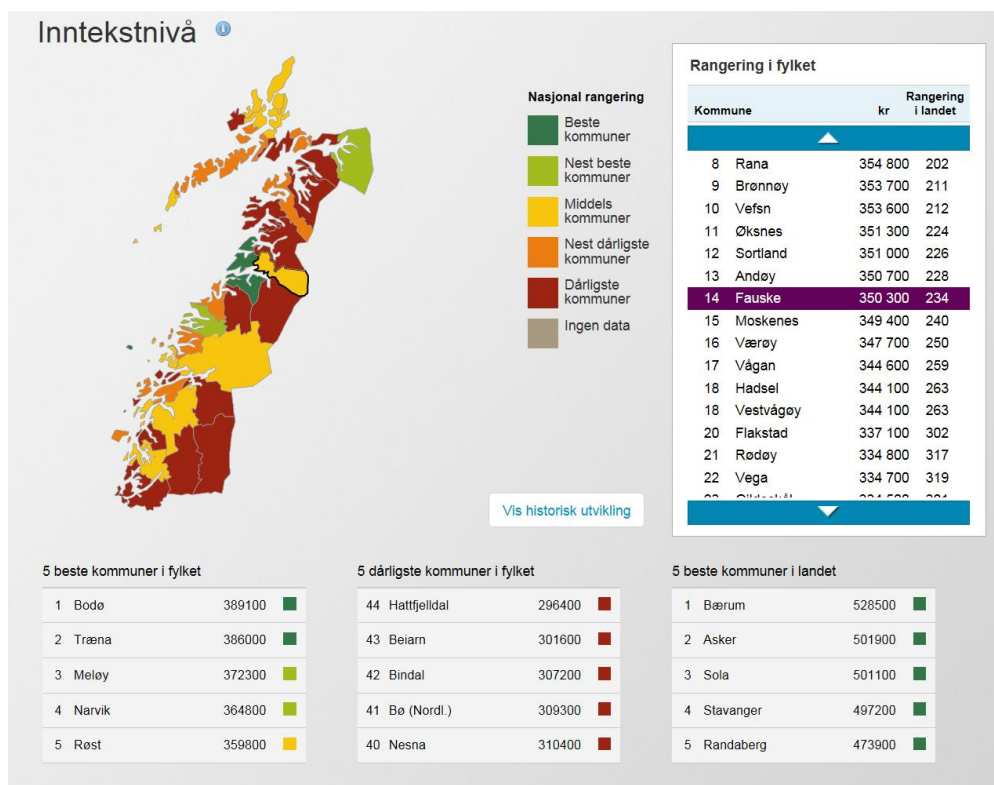 Inntekstnivå
Nasjonal rangering
Beste
kommuner
Nest beste
kommuner
Middels
kommuner
Nest dårligste
kommuner
Dårligste
kommuner
Ingen data
Vis historisk utvikling
Rangering i fylket
Kommune kr Rangering
i landet
8 Rana 354 800 202
9 Brønnøy 353 700 211
10 Vefsn 353 600 212
11 Øksnes 351 300 224
12 Sortland 351 000 226
13 Andøy 350 700 228
14 Fauske 350 300 234
15 Moskenes 349 400 240
16 Værøy 347 700 250
17 Vågan 344 600 259
18 Hadsel 344 100 263
18 Vestvågøy 344 100 263
20 Flakstad 337 100 302
21 Rødøy 334 800 317
22 Vega 334 700 319
5 beste kommuner i fylket
1 Bodø 389100
2 Træna 386000
3 Meløy 372300
4 Narvik 364800
5 Røst 359800
5 dårligste kommuner i fylket
44 Hattfjelldal 296400
43 Beiarn 301600
42 Bindal 307200
41 Bø (Nordl.) 309300
40 Nesna 310400
5 beste kommuner i landet
1 Bærum 528500
2 Asker 501900
3 Sola 501100
4 Stavanger 497200
5 Randaberg 473900